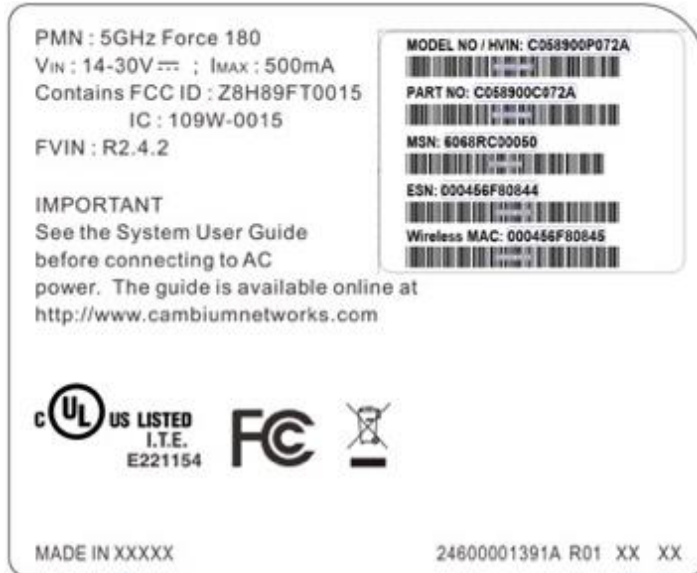 PMN : 5GHz Force 180
VIN : 14-30V ⎓ ; IMAX : 500mA
Contains FCC ID : Z8H89FT0015
IC : 109W-0015
FVIN : R2.4.2
IMPORTANT
See the System User Guide
before connecting to AC
power. The guide is available online at
http://www.cambiumnetworks.com
MODEL NO / HVIN: C058900P072A
PART NO: C058900C072A
MSN: 6068RC00050
ESN: 000456F80844
Wireless MAC: 000456F80845
C UL US LISTED
I.T.E.
E221154
FC
MADE IN XXXXX
24600001391A R01 XX XX